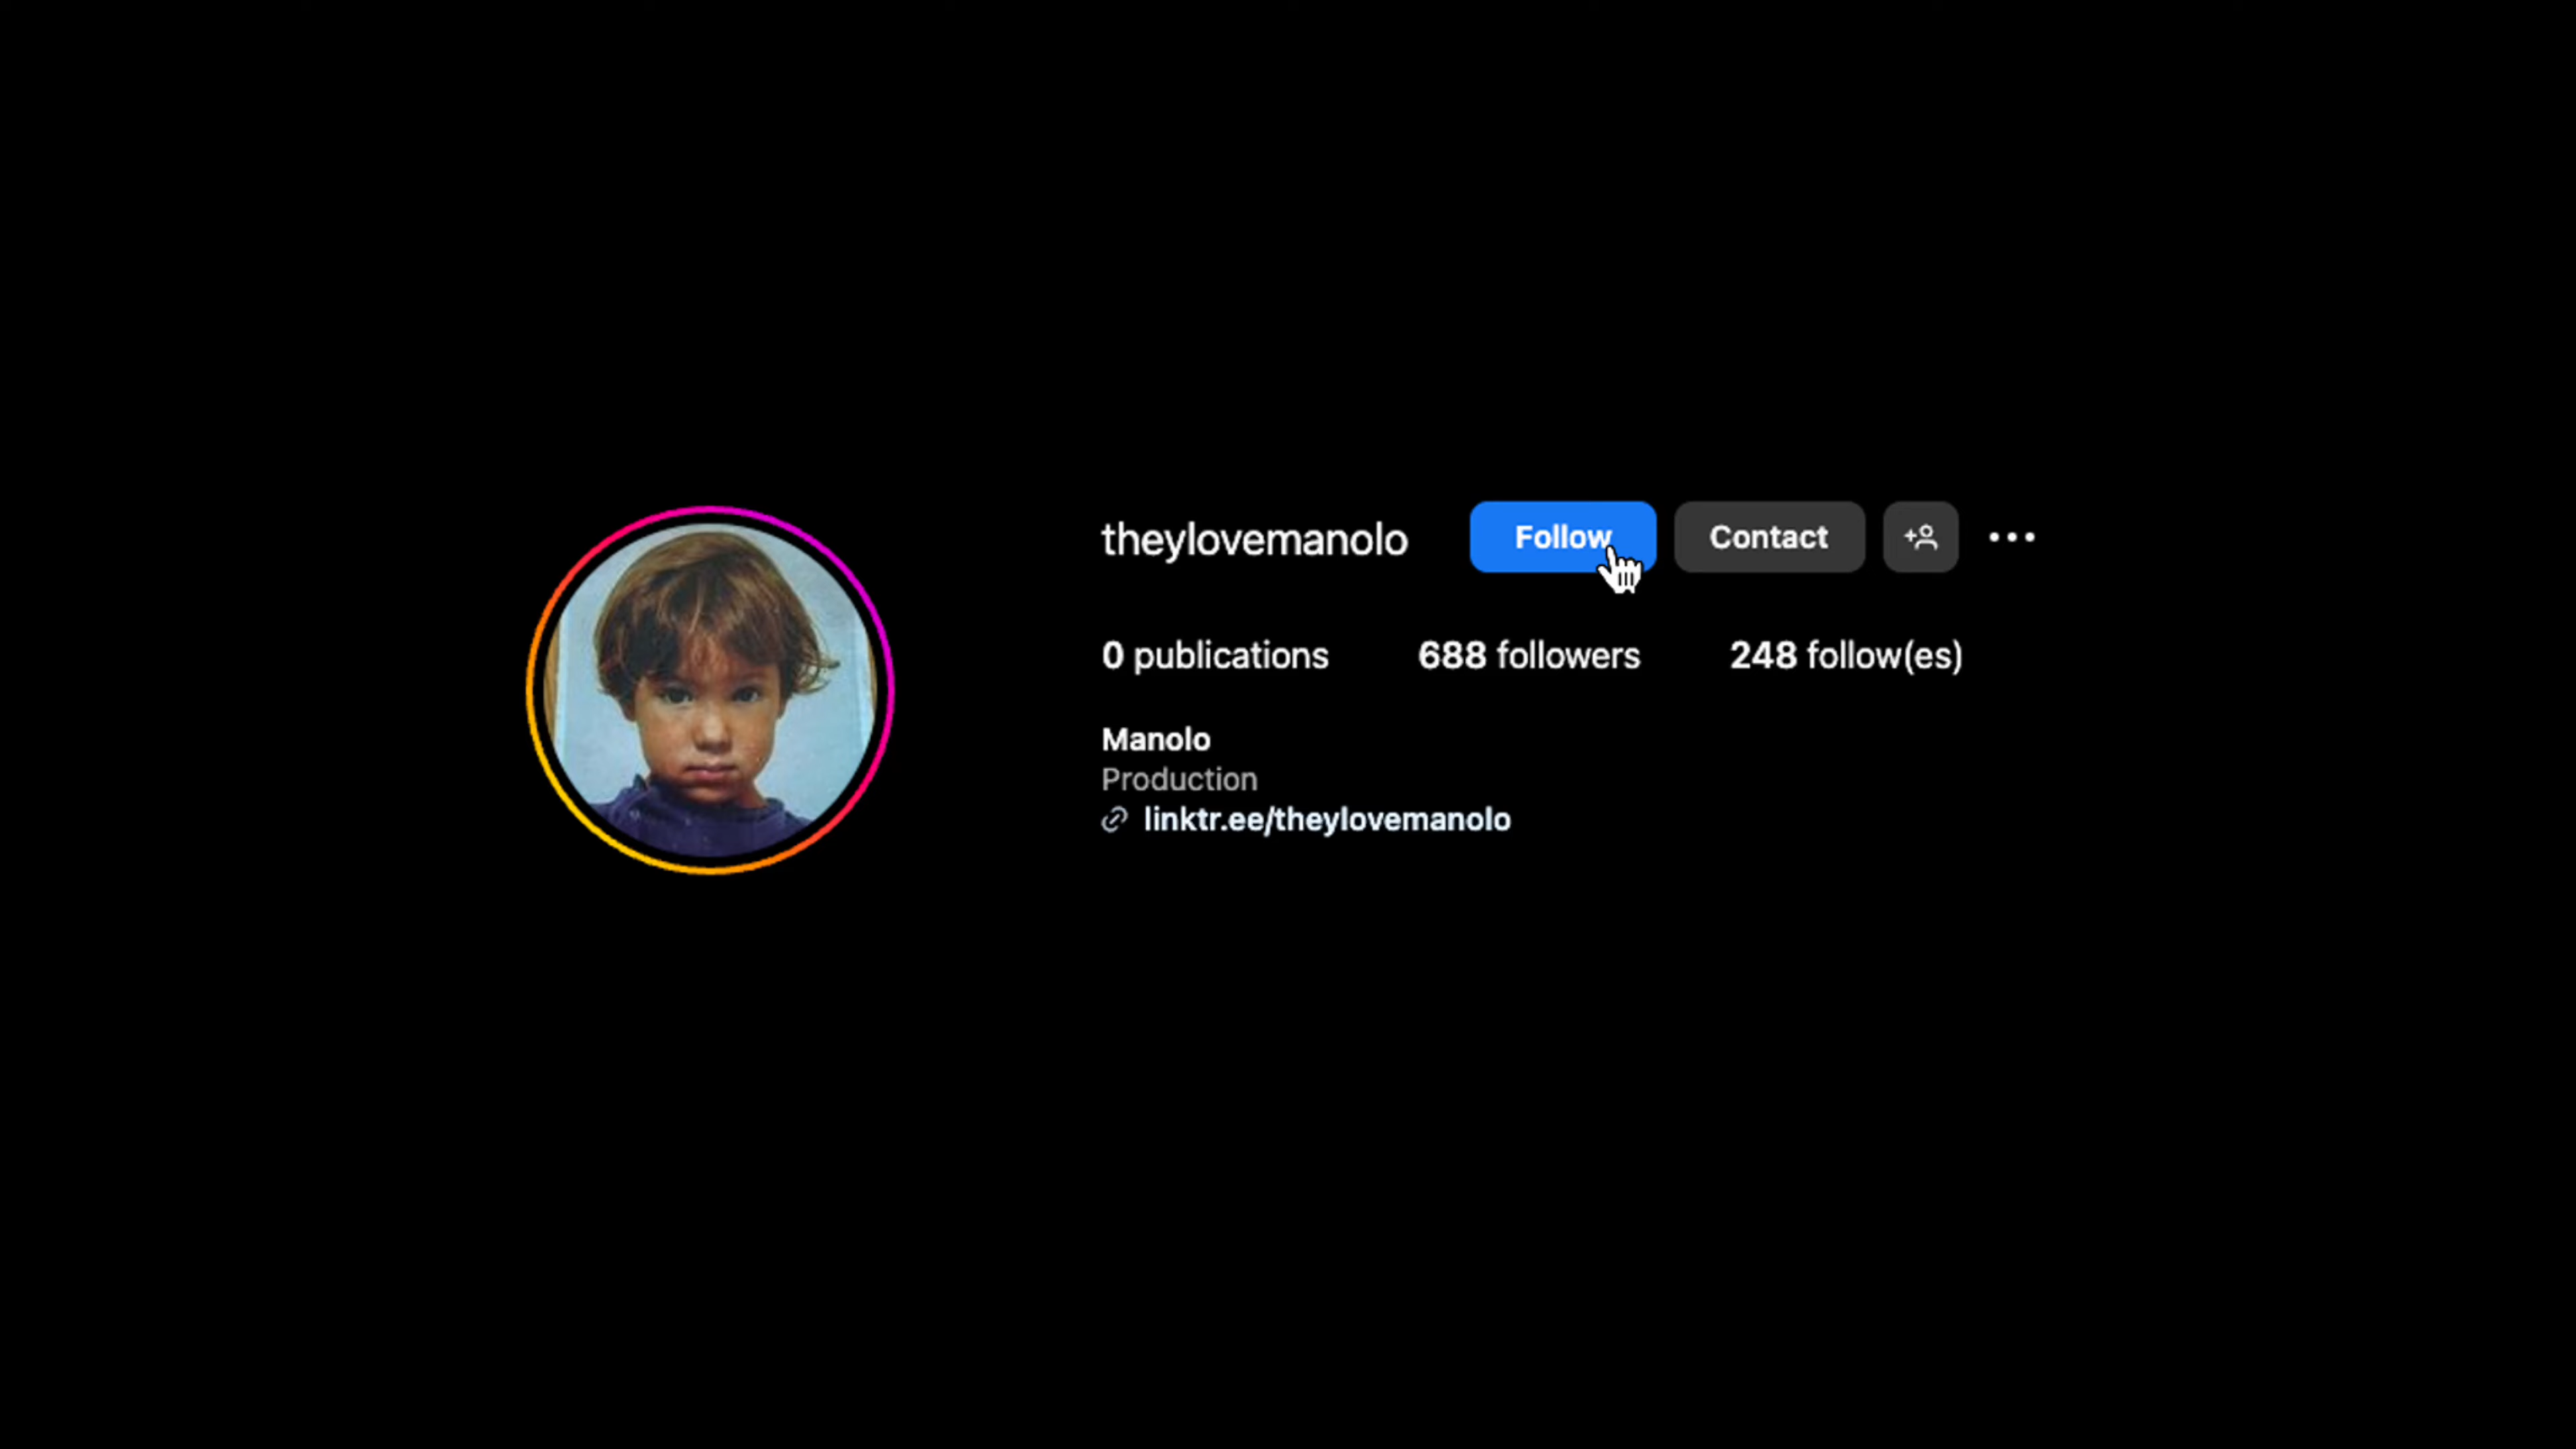 theylovemanolo Follow Contact
0 publications 688 followers 248 follow(es)
Manolo
Production
linktr.ee/theylovemanolo